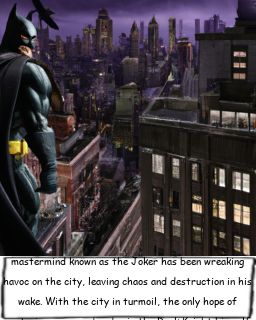 mastermind known as the Joker has been wreaking
havoc on the city, leaving chaos and destruction in his
wake. With the city in turmoil, the only hope of